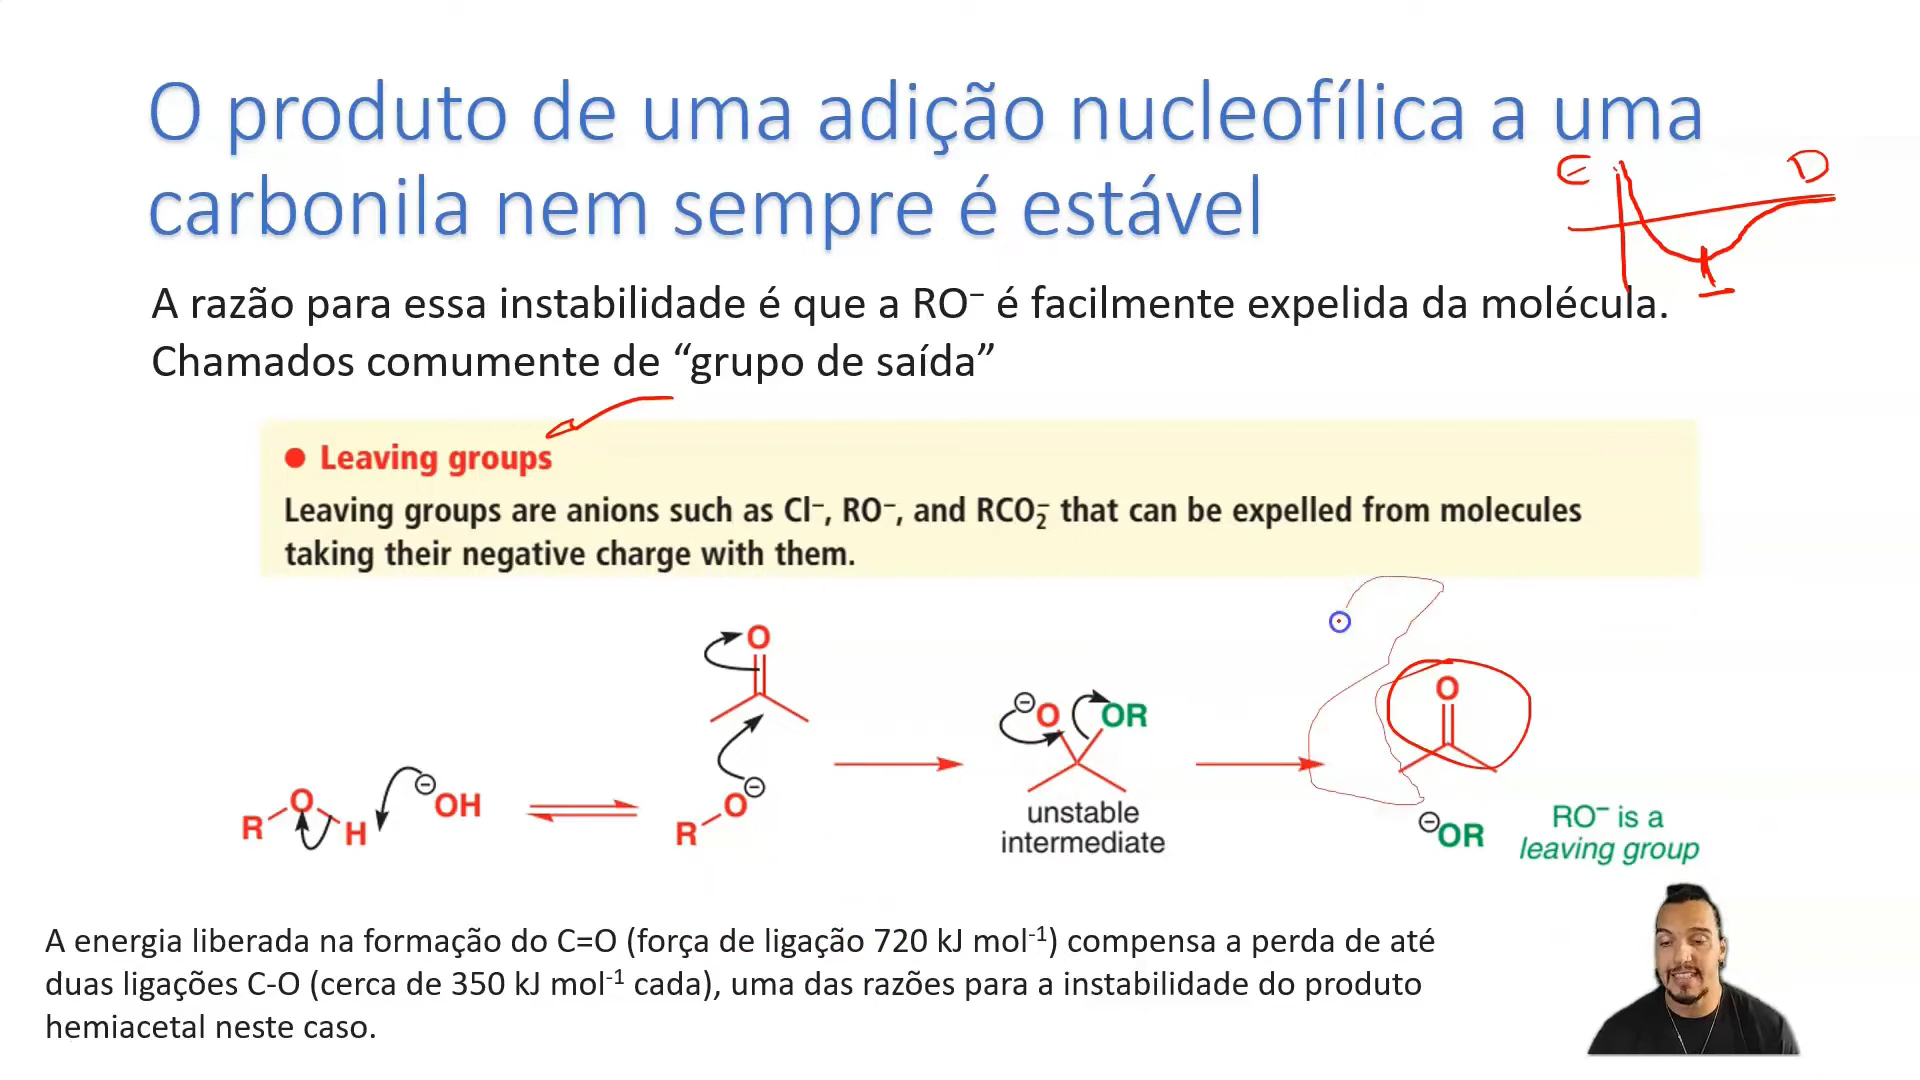 O produto de uma adição nucleofílica a uma
carbonila nem sempre é estável
E
D
A razão para essa instabilidade é que a RO⁻ é facilmente expelida da molécula.
Chamados comumente de “grupo de saída”
● Leaving groups
Leaving groups are anions such as Cl⁻, RO⁻, and RCO₂⁻ that can be expelled from molecules
taking their negative charge with them.
R O H
⊖OH
O
R O⊖
⊖O OR
unstable
intermediate
O
⊖OR
RO⁻ is a
leaving group
A energia liberada na formação do C=O (força de ligação 720 kJ mol⁻¹) compensa a perda de até
duas ligações C-O (cerca de 350 kJ mol⁻¹ cada), uma das razões para a instabilidade do produto
hemiacetal neste caso.